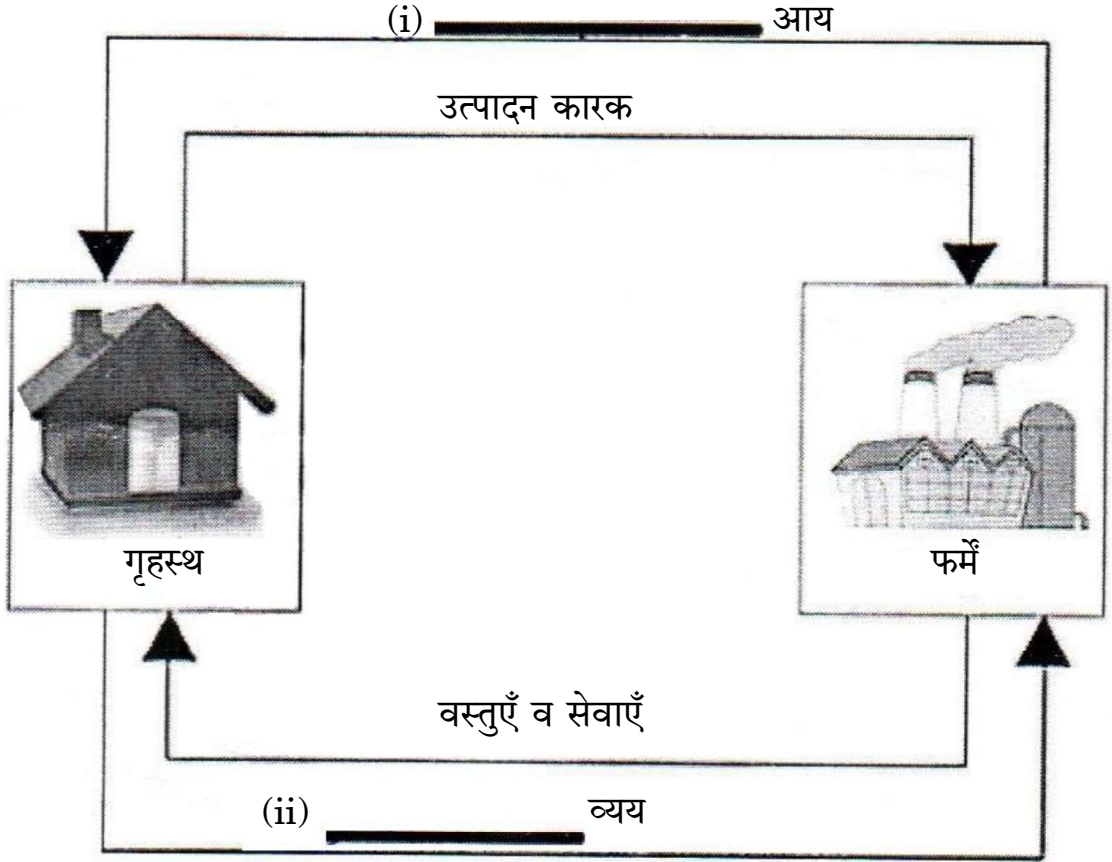 (i) आय
उत्पादन कारक
गृहस्थ
फर्में
वस्तुएँ व सेवाएँ
(ii) व्यय